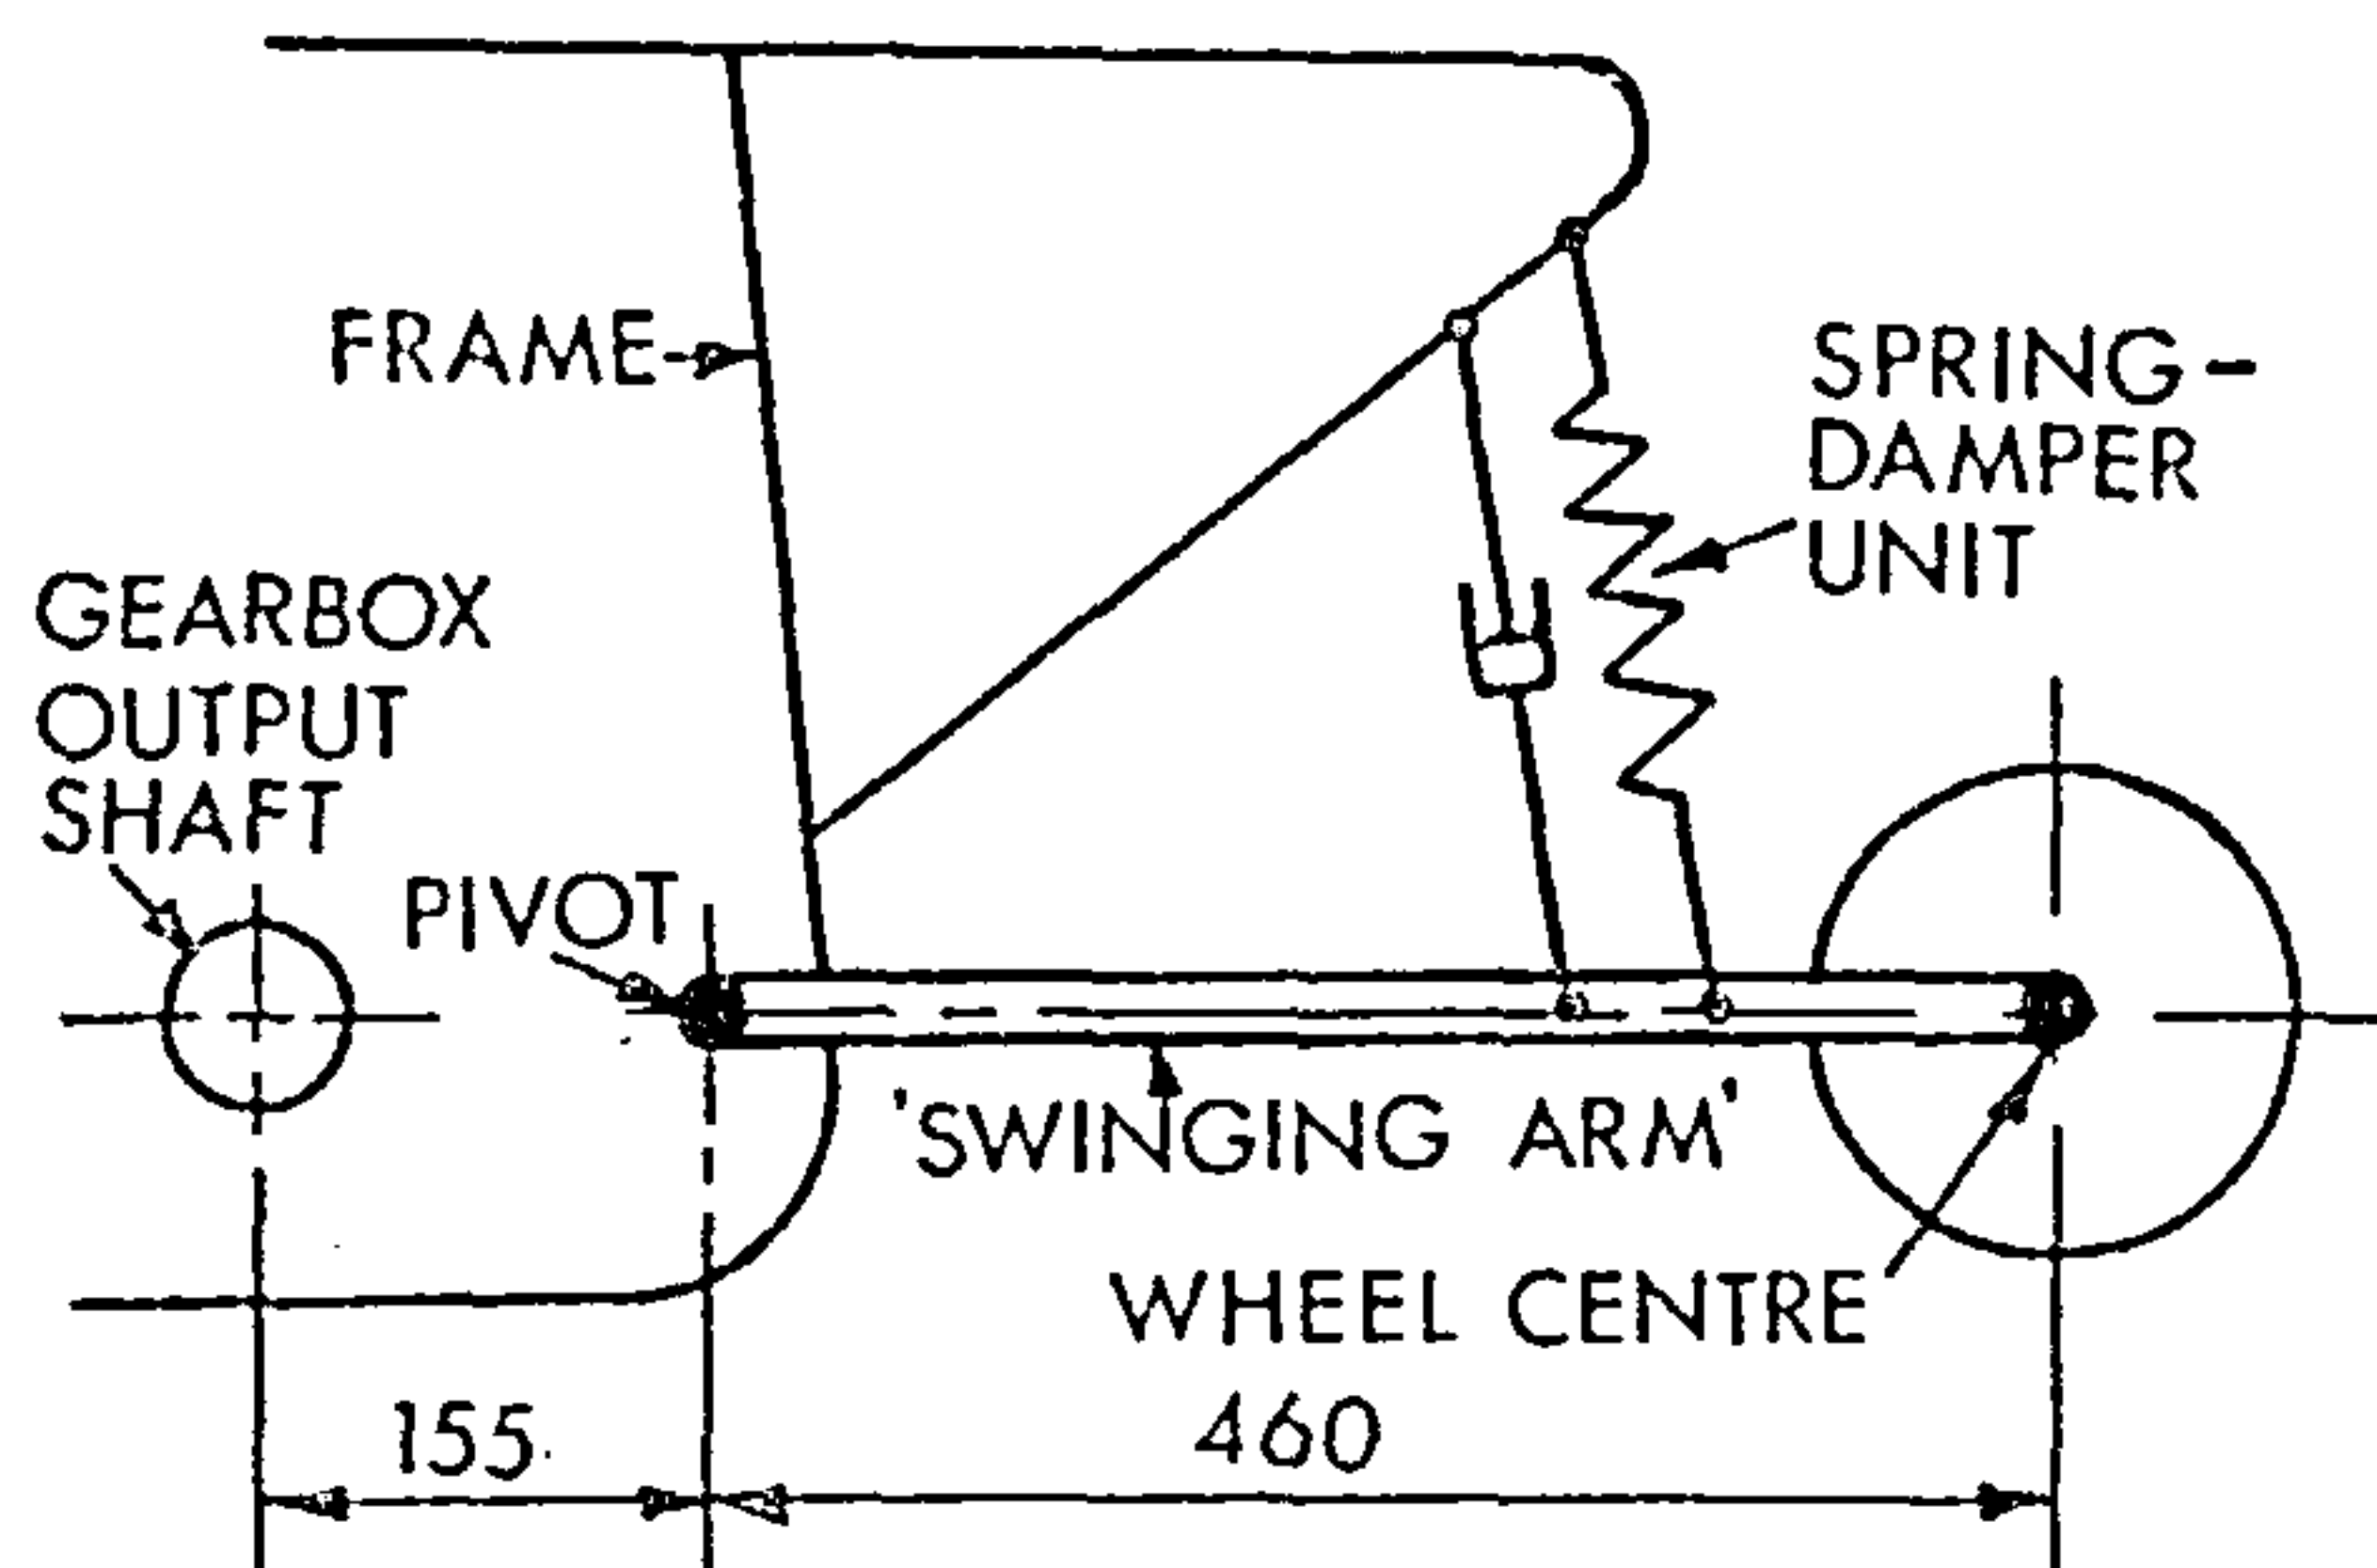 FRAME
SPRING-
DAMPER
UNIT
GEARBOX
OUTPUT
SHAFT
PIVOT
'SWINGING ARM'
WHEEL CENTRE
155
460